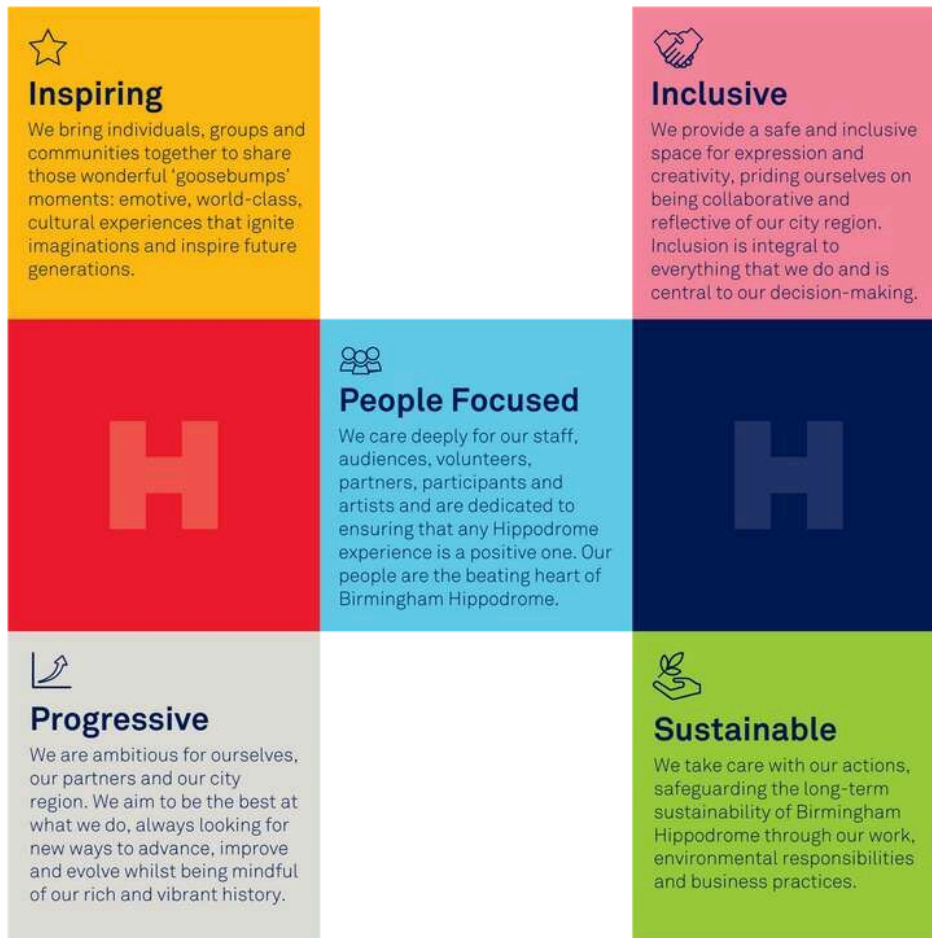 Inspiring
We bring individuals, groups and
communities together to share
those wonderful ‘goosebumps’
moments: emotive, world-class,
cultural experiences that ignite
imaginations and inspire future
generations.
Inclusive
We provide a safe and inclusive
space for expression and
creativity, priding ourselves on
being collaborative and
reflective of our city region.
Inclusion is integral to
everything that we do and is
central to our decision-making.
H
People Focused
We care deeply for our staff,
audiences, volunteers,
partners, participants and
artists and are dedicated to
ensuring that any Hippodrome
experience is a positive one. Our
people are the beating heart of
Birmingham Hippodrome.
H
Progressive
We are ambitious for ourselves,
our partners and our city
region. We aim to be the best at
what we do, always looking for
new ways to advance, improve
and evolve whilst being mindful
of our rich and vibrant history.
Sustainable
We take care with our actions,
safeguarding the long-term
sustainability of Birmingham
Hippodrome through our work,
environmental responsibilities
and business practices.